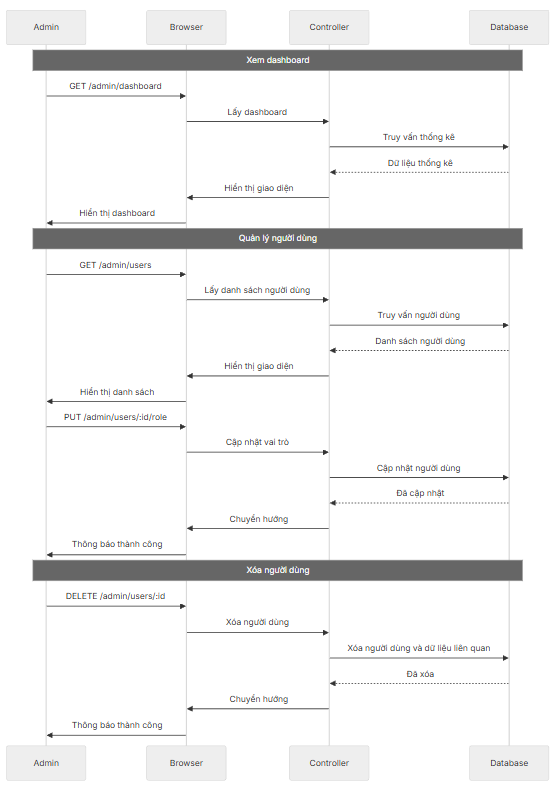 Admin
Browser
Controller
Database
Xem dashboard
GET /admin/dashboard
Lấy dashboard
Truy vấn thống kê
Dữ liệu thống kê
Hiển thị giao diện
Hiển thị dashboard
Quản lý người dùng
GET /admin/users
Lấy danh sách người dùng
Truy vấn người dùng
Danh sách người dùng
Hiển thị giao diện
Hiển thị danh sách
PUT /admin/users/:id/role
Cập nhật vai trò
Cập nhật người dùng
Đã cập nhật
Chuyển hướng
Thông báo thành công
Xóa người dùng
DELETE /admin/users/:id
Xóa người dùng
Xóa người dùng và dữ liệu liên quan
Đã xóa
Chuyển hướng
Thông báo thành công
Admin
Browser
Controller
Database